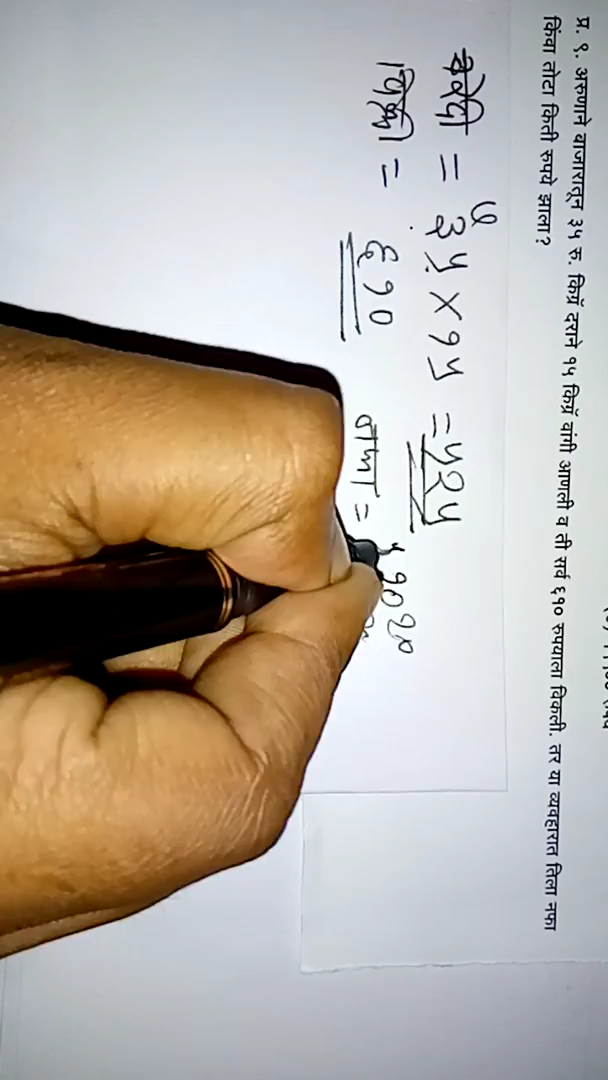 प्र. ९. अरुणाने बाजारातून ३५ रु. किग्रॅ दराने १५ किग्रॅ वांगी आणली व ती सर्व ६१० रुपयाला विकली. तर या व्यवहारात तिला नफा
किंवा तोटा किती रुपये झाला?
खरेदी = ३५ × १५ = ५२५
विक्री = ६१०
नफा =